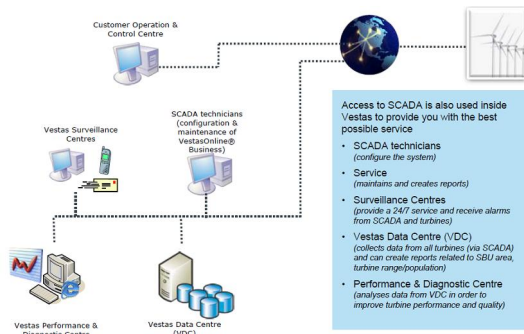 Customer Operation &
Control Centre
SCADA technicians
(configuration &
maintenance of
VestasOnline®
Business)
Vestas Surveillance
Centres
Vestas Performance &
Diagnostic Centre
Vestas Data Centre
(VDC)
Access to SCADA is also used inside
Vestas to provide you with the best
possible service
• SCADA technicians
(configure the system)
• Service
(maintains and creates reports)
• Surveillance Centres
(provide a 24/7 service and receive alarms
from SCADA and turbines)
• Vestas Data Centre (VDC)
(collects data from all turbines (via SCADA)
and can create reports related to SBU area,
turbine range/population)
• Performance & Diagnostic Centre
(analyses data from VDC in order to
improve turbine performance and quality)